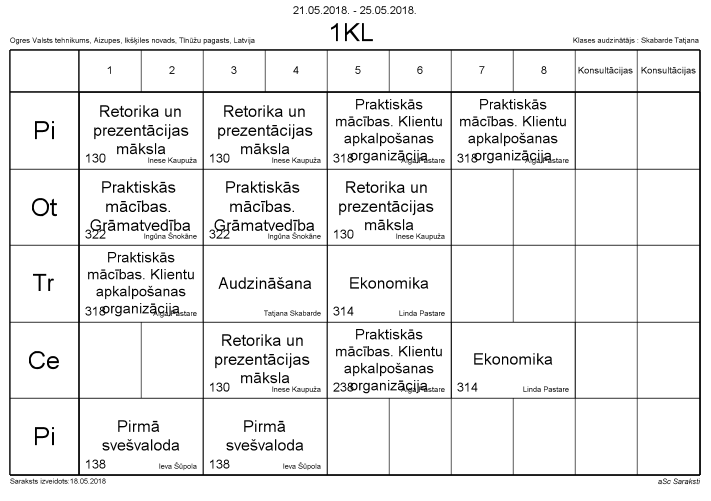 21.05.2018. - 25.05.2018.
1KL
Ogres Valsts tehnikums, Aizupes, Ikšķiles novads, Tīnūžu pagasts, Latvija
Klases audzinātājs : Skabarde Tatjana
1 2 3 4 5 6 7 8 Konsultācijas Konsultācijas
Pi
Retorika un
prezentācijas
māksla
130 Inese Kaupuža
Retorika un
prezentācijas
māksla
130 Inese Kaupuža
Praktiskās
mācības. Klientu
apkalpošanas
organizācija
318 Aiga Pastare
Praktiskās
mācības. Klientu
apkalpošanas
organizācija
318 Aiga Pastare
Ot
Praktiskās
mācības.
Grāmatvedība
322 Ingūna Šnokāne
Praktiskās
mācības.
Grāmatvedība
322 Ingūna Šnokāne
Retorika un
prezentācijas
māksla
130 Inese Kaupuža
Tr
Praktiskās
mācības. Klientu
apkalpošanas
organizācija
318 Aiga Pastare
Audzināšana
Tatjana Skabarde
Ekonomika
314 Linda Pastare
Ce
Retorika un
prezentācijas
māksla
130 Inese Kaupuža
Praktiskās
mācības. Klientu
apkalpošanas
organizācija
238 Aiga Pastare
Ekonomika
314 Linda Pastare
Pi
Pirmā
svešvaloda
138 Ieva Šūpola
Pirmā
svešvaloda
138 Ieva Šūpola
Saraksts izveidots:18.05.2018
aSc Saraksti